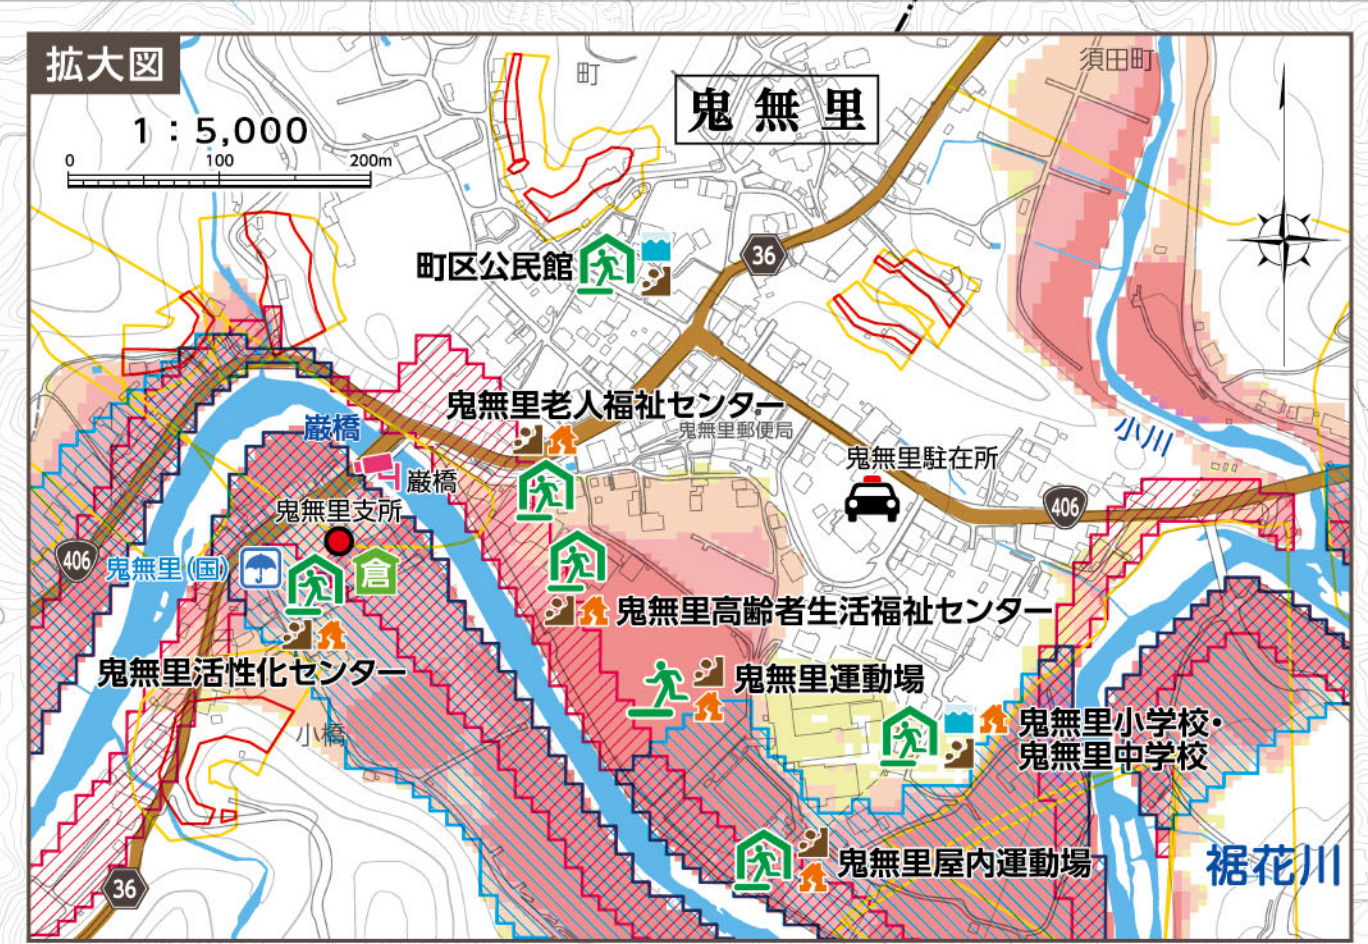 拡大図
1:5,000
0 100 200m
町
鬼無里
須田町
36
町区公民館
鬼無里老人福祉センター
鬼無里郵便局
小川
巌橋
巌橋
鬼無里駐在所
鬼無里支所
406
406
鬼無里(国)
倉
鬼無里活性化センター
鬼無里高齢者生活福祉センター
鬼無里運動場
小橋
鬼無里小学校・
鬼無里中学校
鬼無里屋内運動場
裾花川
36